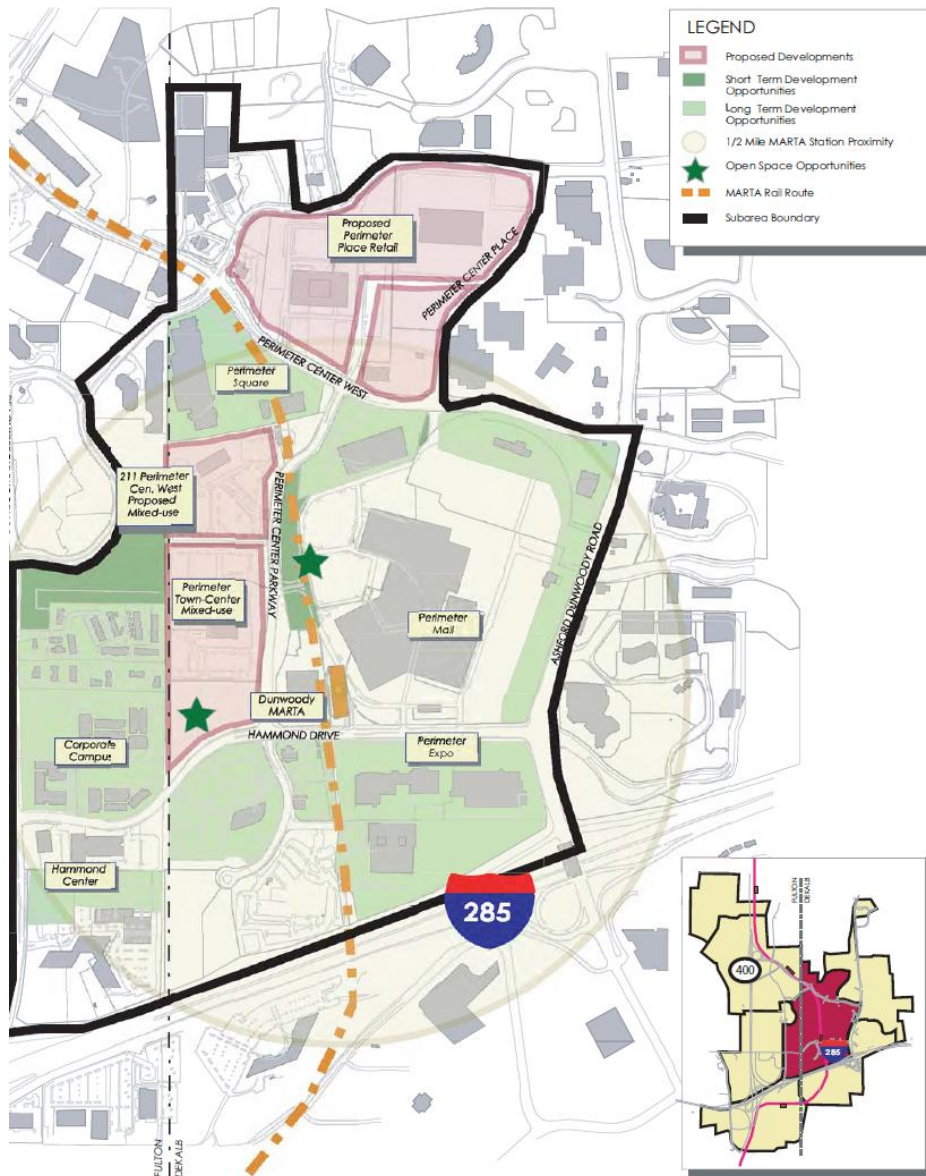 LEGEND
Proposed Developments
Short Term Development
Opportunities
Long Term Development
Opportunities
1/2 Mile MARTA Station Proximity
Open Space Opportunities
MARTA Rail Route
Subarea Boundary
Proposed
Perimeter
Place Retail
PERIMETER CENTER PLACE
PERIMETER CENTER WEST
Perimeter
Square
211 Perimeter
Cen. West
Proposed
Mixed-use
PERIMETER CENTER PARKWAY
Perimeter
Town-Center
Mixed-use
Perimeter
Mall
ASHFORD DUNWOODY ROAD
Dunwoody
MARTA
HAMMOND DRIVE
Perimeter
Expo
Corporate
Campus
Hammond
Center
285
FULTON
DEKALB
FULTON
DEKALB
400
285